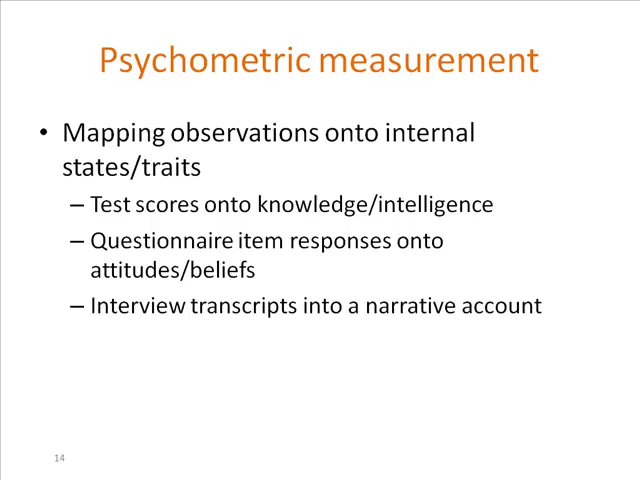 Psychometric measurement
• Mapping observations onto internal
states/traits
– Test scores onto knowledge/intelligence
– Questionnaire item responses onto
attitudes/beliefs
– Interview transcripts into a narrative account
14